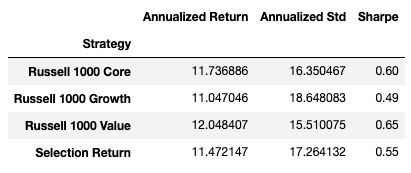 Annualized Return Annualized Std Sharpe
Strategy
Russell 1000 Core 11.736886 16.350467 0.60
Russell 1000 Growth 11.047046 18.648083 0.49
Russell 1000 Value 12.048407 15.510075 0.65
Selection Return 11.472147 17.264132 0.55